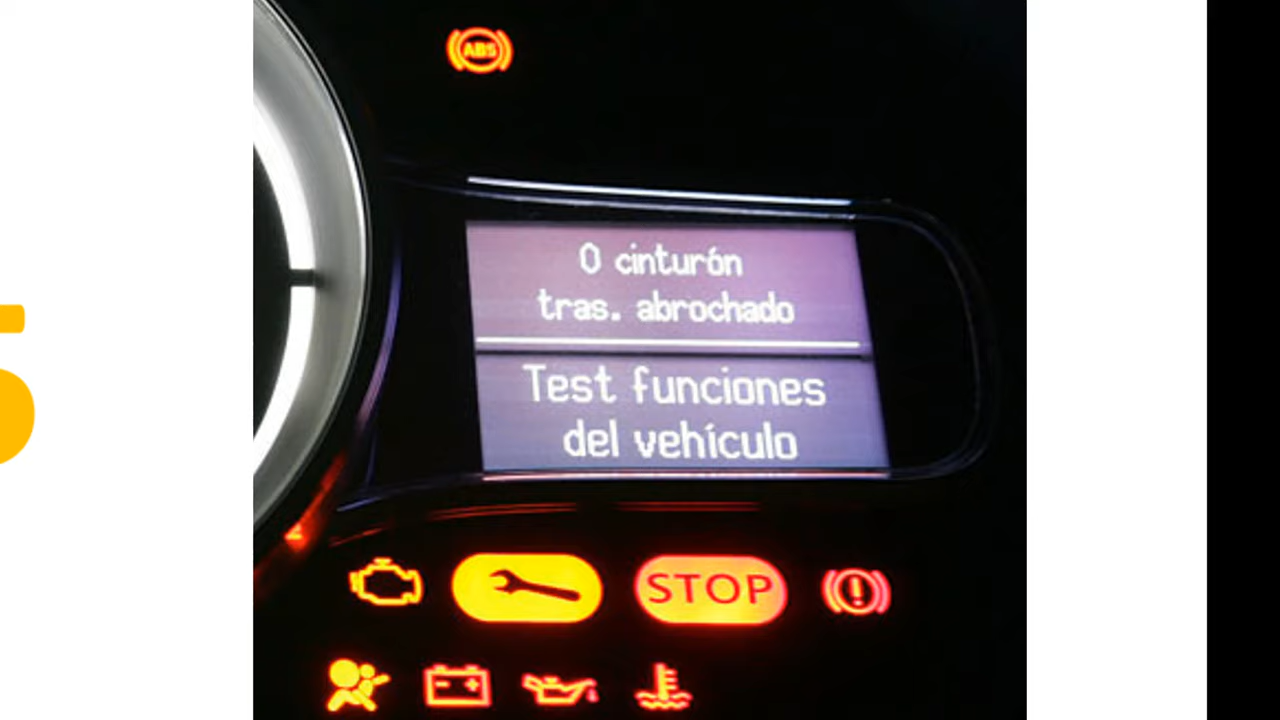 ABS
0 cinturón
tras. abrochado
Test funciones
del vehículo
STOP